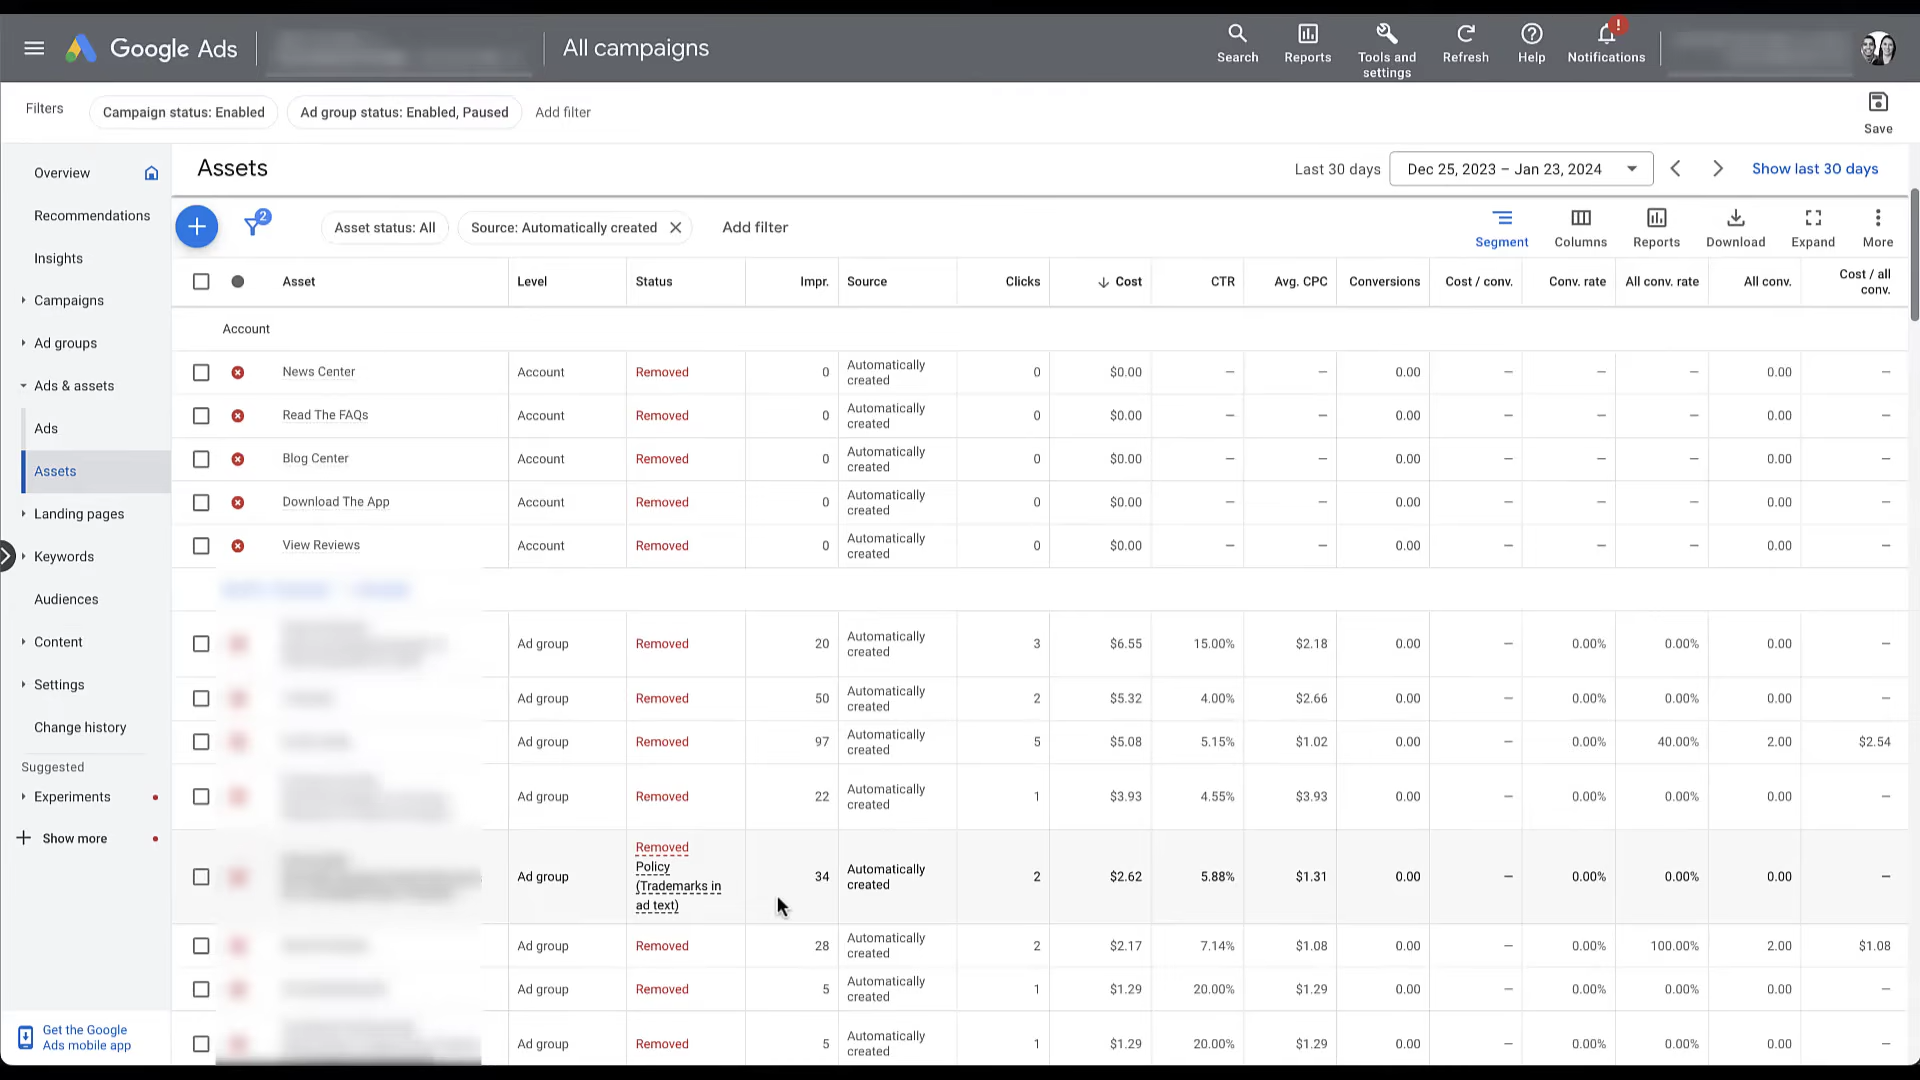 Google Ads
All campaigns
Search
Reports
Tools and
settings
Refresh
Help
!
Notifications
Filters
Campaign status: Enabled
Ad group status: Enabled, Paused
Add filter
Save
Overview
Recommendations
Insights
Campaigns
Ad groups
Ads & assets
Ads
Assets
Landing pages
Keywords
Audiences
Content
Settings
Change history
Suggested
Experiments
Show more
Get the Google
Ads mobile app
Assets
Last 30 days
Dec 25, 2023 – Jan 23, 2024
Show last 30 days
2
Asset status: All
Source: Automatically created
Add filter
Segment
Columns
Reports
Download
Expand
More
Asset Level Status Impr. Source Clicks Cost CTR Avg. CPC Conversions Cost / conv. Conv. rate All conv. rate All conv. Cost / all
conv.
Account
News Center Account Removed 0 Automatically created 0 $0.00 — — 0.00 — — — 0.00 —
Read The FAQs Account Removed 0 Automatically created 0 $0.00 — — 0.00 — — — 0.00 —
Blog Center Account Removed 0 Automatically created 0 $0.00 — — 0.00 — — — 0.00 —
Download The App Account Removed 0 Automatically created 0 $0.00 — — 0.00 — — — 0.00 —
View Reviews Account Removed 0 Automatically created 0 $0.00 — — 0.00 — — — 0.00 —
Ad group Removed 20 Automatically created 3 $6.55 15.00% $2.18 0.00 — 0.00% 0.00% 0.00 —
Ad group Removed 50 Automatically created 2 $5.32 4.00% $2.66 0.00 — 0.00% 0.00% 0.00 —
Ad group Removed 97 Automatically created 5 $5.08 5.15% $1.02 0.00 — 0.00% 40.00% 2.00 $2.54
Ad group Removed 22 Automatically created 1 $3.93 4.55% $3.93 0.00 — 0.00% 0.00% 0.00 —
Ad group Removed Policy (Trademarks in ad text) 34 Automatically created 2 $2.62 5.88% $1.31 0.00 — 0.00% 0.00% 0.00 —
Ad group Removed 28 Automatically created 2 $2.17 7.14% $1.08 0.00 — 0.00% 100.00% 2.00 $1.08
Ad group Removed 5 Automatically created 1 $1.29 20.00% $1.29 0.00 — 0.00% 0.00% 0.00 —
Ad group Removed 5 Automatically created 1 $1.29 20.00% $1.29 0.00 — 0.00% 0.00% 0.00 —